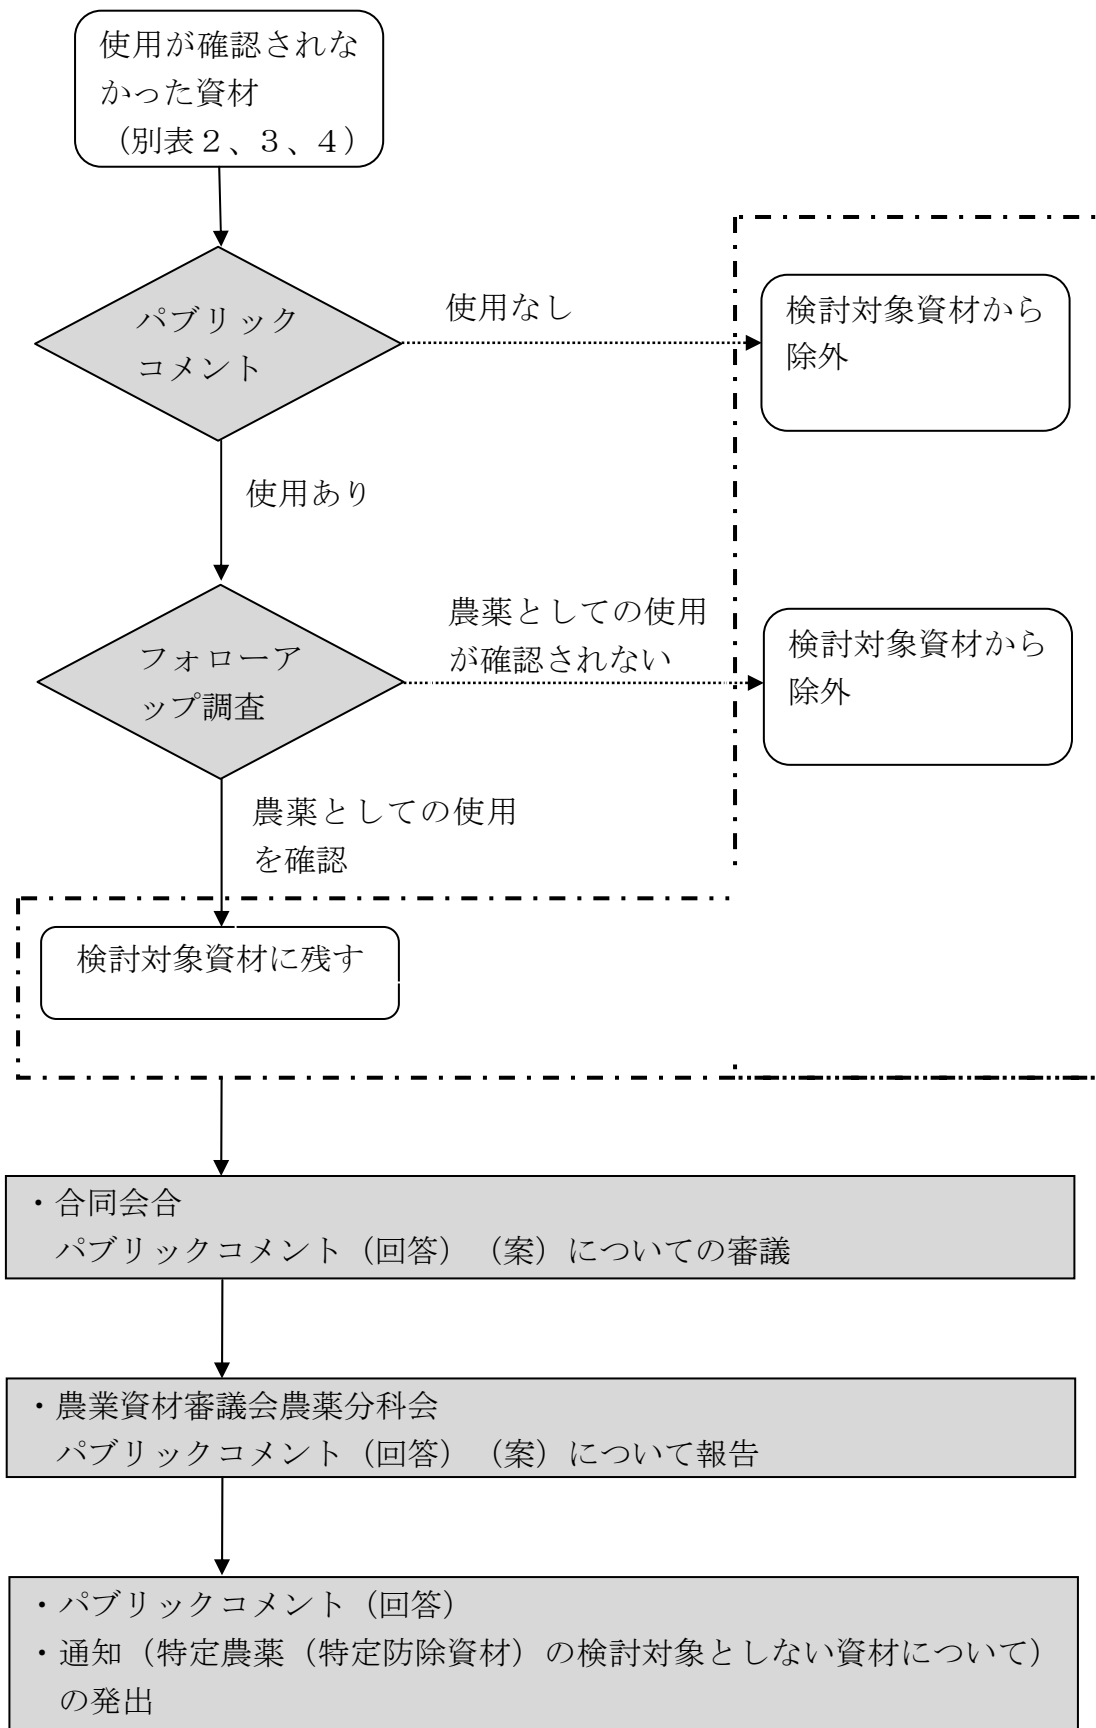 使用が確認されな
かった資材
（別表２、３、４）
パブリック
コメント
使用なし
検討対象資材から
除外
使用あり
フォローア
ップ調査
農薬としての使用
が確認されない
検討対象資材から
除外
農薬としての使用
を確認
検討対象資材に残す
・合同会合
パブリックコメント（回答）（案）についての審議
・農業資材審議会農薬分科会
パブリックコメント（回答）（案）について報告
・パブリックコメント（回答）
・通知（特定農薬（特定防除資材）の検討対象としない資材について）
の発出